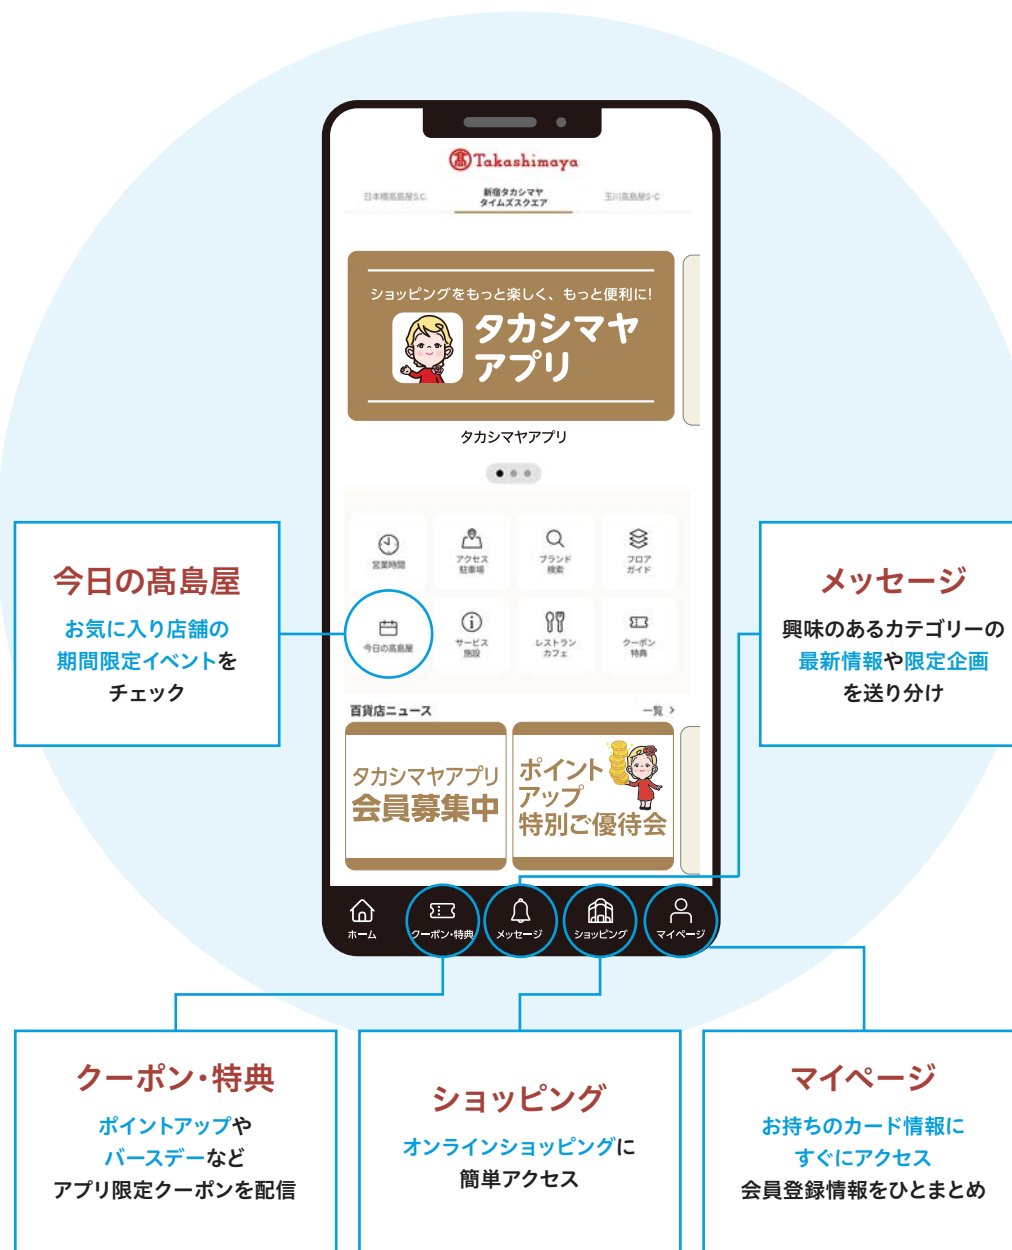 髙Takashimaya
日本橋髙島屋S.C.
新宿タカシマヤ
タイムズスクエア
玉川髙島屋S・C
ショッピングをもっと楽しく、もっと便利に!
タカシマヤ
アプリ
タカシマヤアプリ
営業時間
アクセス
駐車場
ブランド
検索
フロア
ガイド
今日の髙島屋
サービス
施設
レストラン
カフェ
クーポン
特典
百貨店ニュース
一覧 >
タカシマヤアプリ
会員募集中
ポイント
アップ
特別ご優待会
ホーム
クーポン・特典
メッセージ
ショッピング
マイページ
今日の髙島屋
お気に入り店舗の
期間限定イベントを
チェック
メッセージ
興味のあるカテゴリーの
最新情報や限定企画
を送り分け
クーポン・特典
ポイントアップや
バースデーなど
アプリ限定クーポンを配信
ショッピング
オンラインショッピングに
簡単アクセス
マイページ
お持ちのカード情報に
すぐにアクセス
会員登録情報をひとまとめ